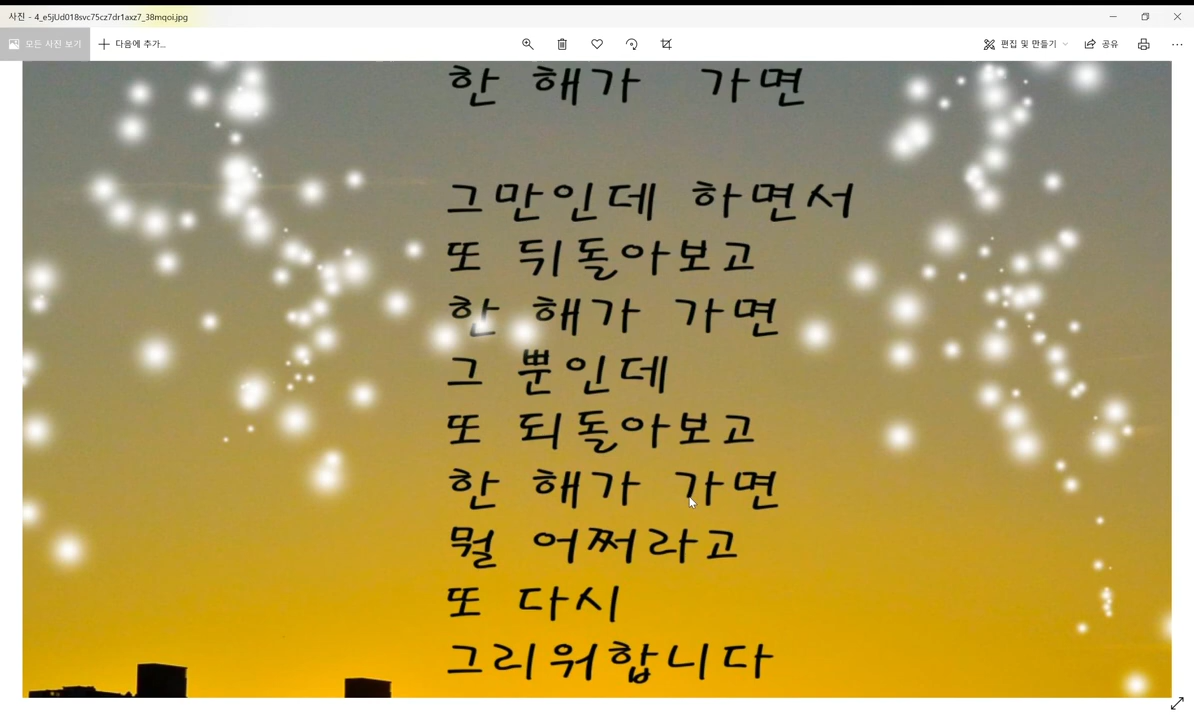 사진 - 4_e5jUd018svc75cz7dr1axz7_38mqoi.jpg
모든 사진 보기 다음에 추가... 편집 및 만들기 공유
한 해가 가면
그만인데 하면서
또 뒤돌아보고
한 해가 가면
그 뿐인데
또 되돌아보고
한 해가 가면
뭘 어쩌라고
또 다시
그리워합니다